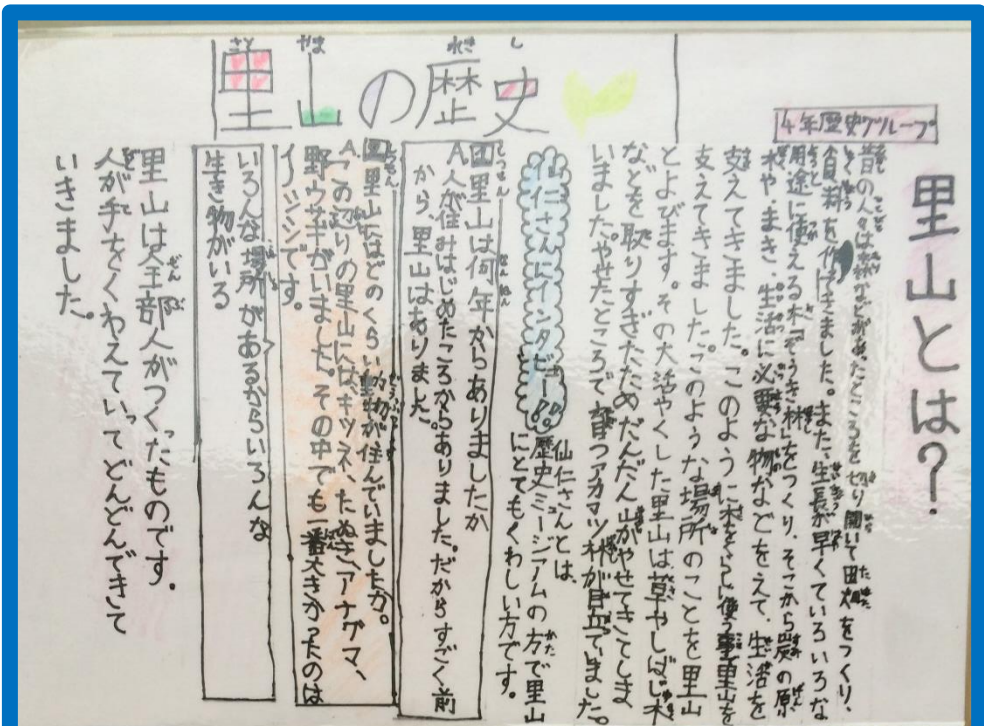 里山の歴史
4年歴史グループ
里山とは？
昔の人々は森などがあったところを切り開いて田畑をつくり、
食料を作ってきました。また、生長が早くていろいろな
用途に使える木「ぞうき林」をつくり、そこから炭の原
木や、まき、生活に必要な物などをえて、生活を
支えてきました。このように木をくらしに使う事里山を
支えてきました。このような場所のことを里山
とよびます。その大活やくした里山は草やしばし木
などを取りすぎたためだんだん山がやせてきてしま
いました。やせたところで育つアカマツ林が目立てました。
仙仁さんにインタビュー!!
仙仁さんとは
歴史ミュージアムの方で里山
にとてもくわしい方です。
里山は何年からありましたか
A.人が住みはじめたころからありました。だからすごく前
から、里山はありました。
里山にはどのくらい動物が住んでいましたか。
A.この辺りの里山にはキツネ、たぬき、アナグマ、
野ウサギがいました。その中でも一番大きかったのは
イノシシです。
いろんな場所があるからいろんな
生き物がいる
里山は全部人がつくったものです。
人が手をくわえていってどんどんできて
いきました。